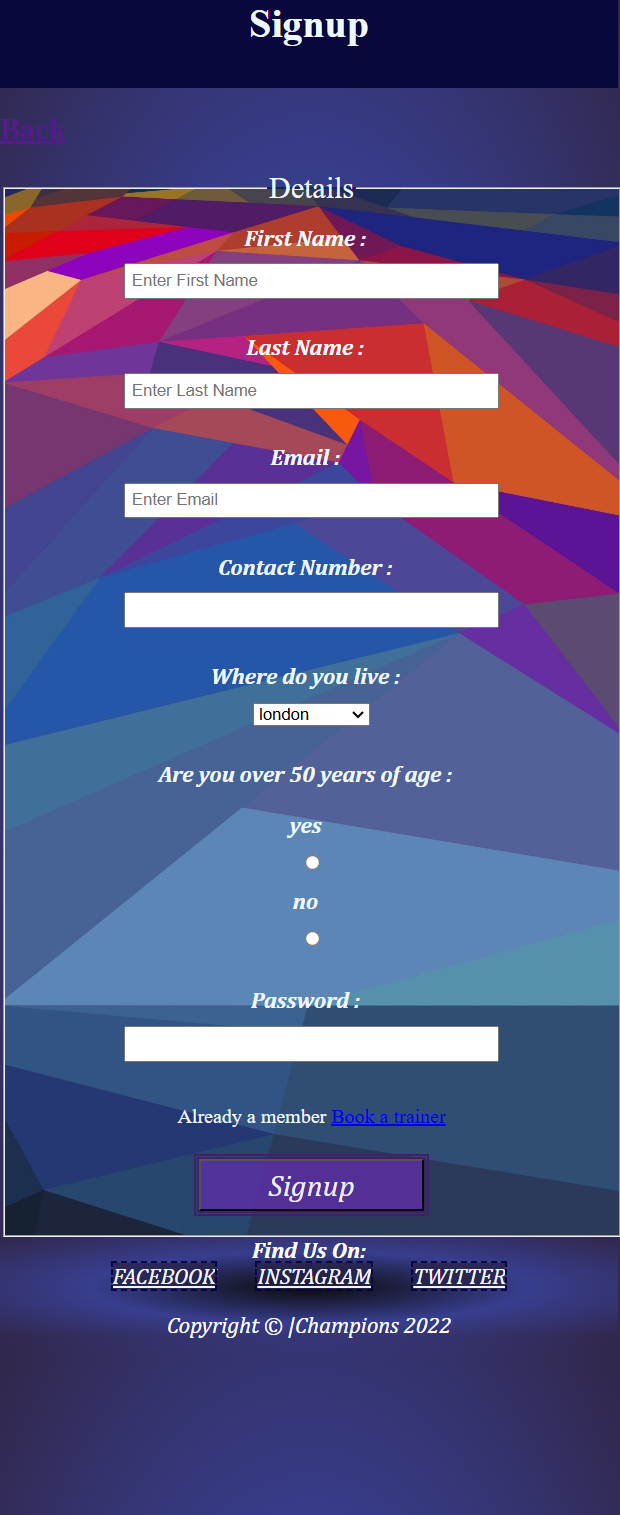 Signup
Back
Details
First Name :
Enter First Name
Last Name :
Enter Last Name
Email :
Enter Email
Contact Number :
Where do you live :
london
Are you over 50 years of age :
yes
no
Password :
Already a member Book a trainer
Signup
Find Us On:
FACEBOOK INSTAGRAM TWITTER
Copyright © |Champions 2022